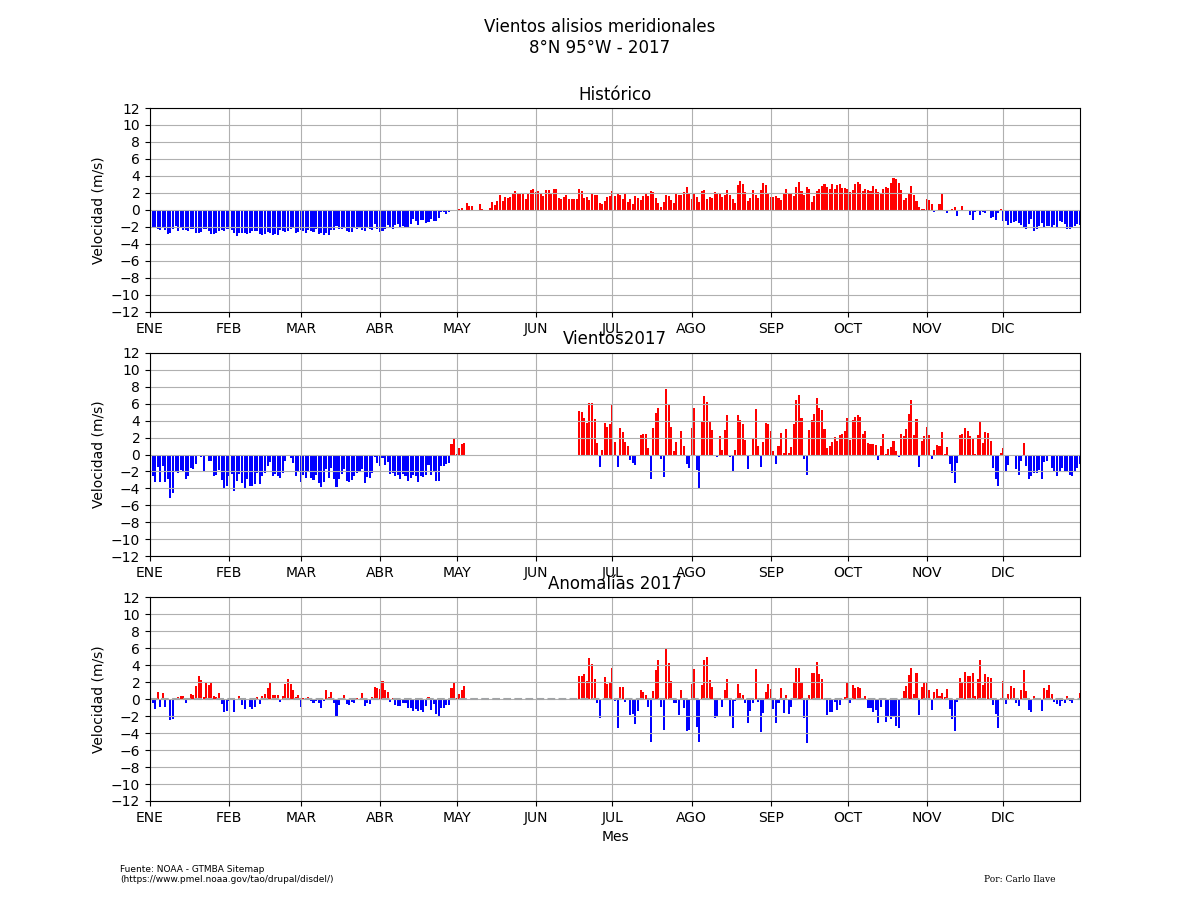 Vientos alisios meridionales
8°N 95°W - 2017
Histórico
12
10
8
6
4
2
0
−2
−4
−6
−8
−10
−12
Velocidad (m/s)
ENE FEB MAR ABR MAY JUN JUL AGO SEP OCT NOV DIC
Vientos2017
12
10
8
6
4
2
0
−2
−4
−6
−8
−10
−12
Velocidad (m/s)
ENE FEB MAR ABR MAY JUN JUL AGO SEP OCT NOV DIC
Anomalías 2017
12
10
8
6
4
2
0
−2
−4
−6
−8
−10
−12
Velocidad (m/s)
ENE FEB MAR ABR MAY JUN JUL AGO SEP OCT NOV DIC
Mes
Fuente: NOAA - GTMBA Sitemap
(https://www.pmel.noaa.gov/tao/drupal/disdel/)
Por: Carlo Ilave